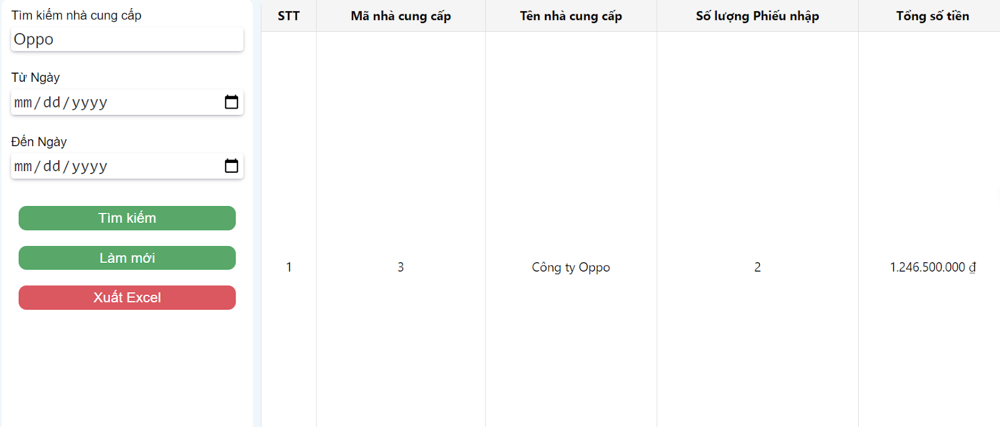 Tìm kiếm nhà cung cấp
Oppo
Từ Ngày
mm/dd/yyyy
Đến Ngày
mm/dd/yyyy
Tìm kiếm
Làm mới
Xuất Excel
STT Mã nhà cung cấp Tên nhà cung cấp Số lượng Phiếu nhập Tổng số tiền
1 3 Công ty Oppo 2 1.246.500.000 ₫